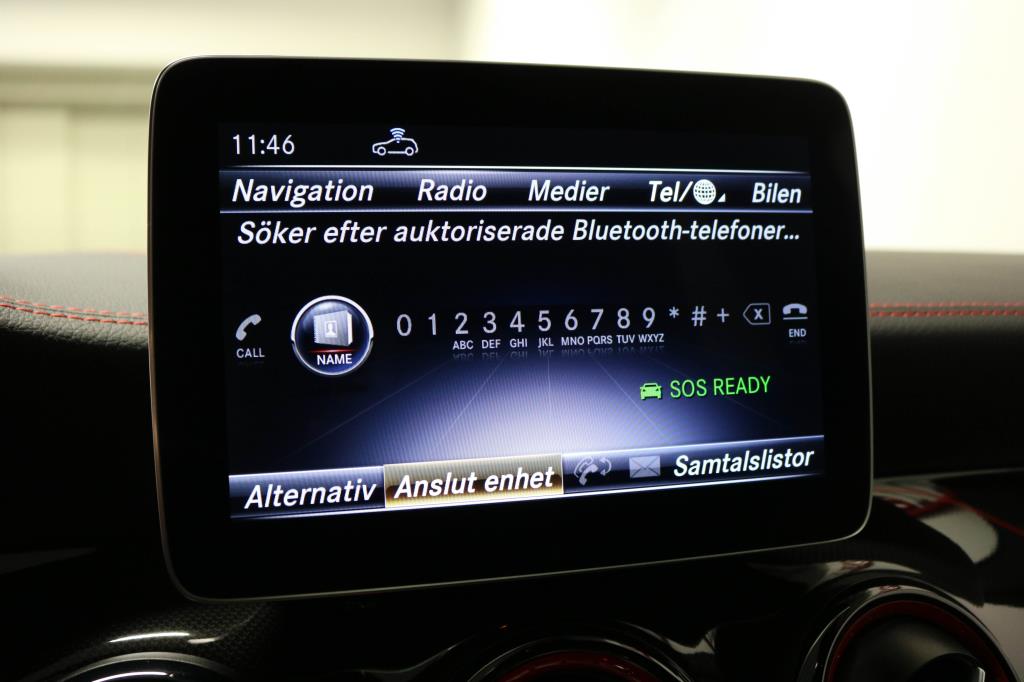 11:46
Navigation Radio Medier Tel/ Bilen
Söker efter auktoriserade Bluetooth-telefoner...
CALL NAME 0 1 2 3 4 5 6 7 8 9 * # + X END
ABC DEF GHI JKL MNO PQRS TUV WXYZ
SOS READY
Alternativ Anslut enhet Samtalslistor